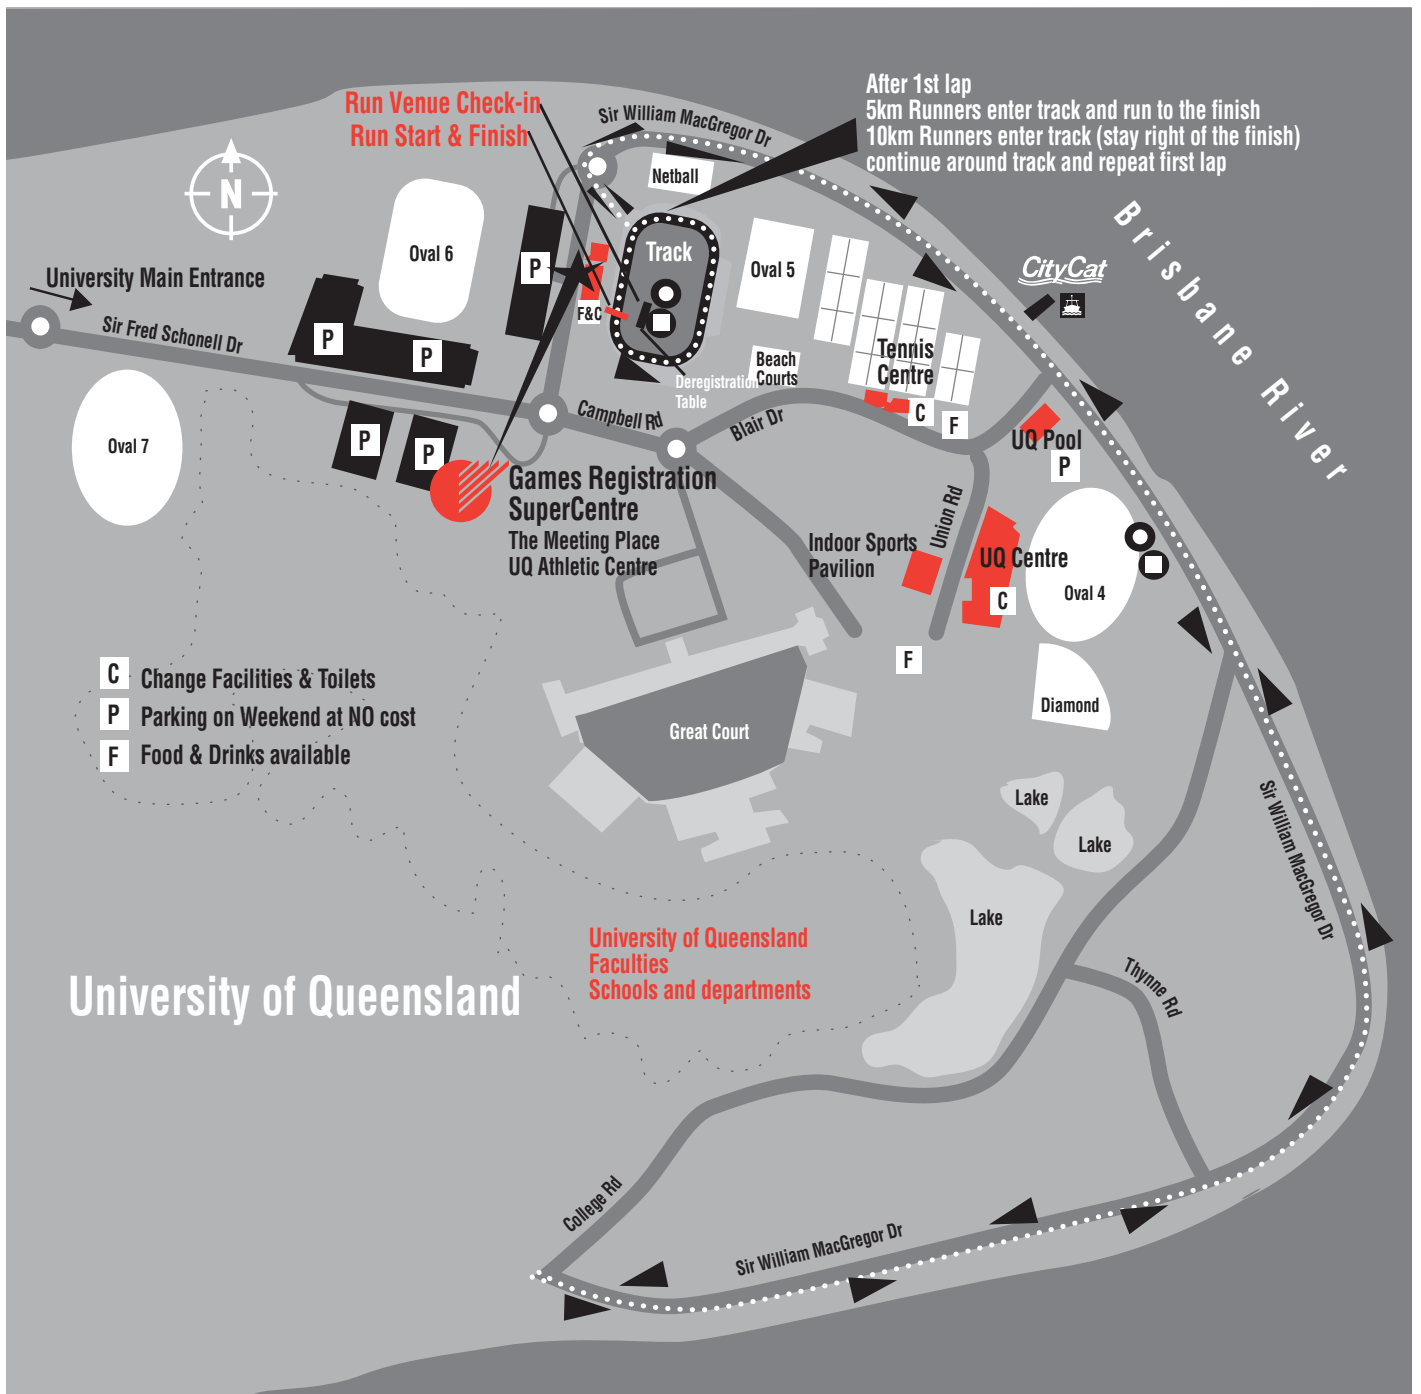 After 1st lap
5km Runners enter track and run to the finish
10km Runners enter track (stay right of the finish)
continue around track and repeat first lap
Run Venue Check-in
Run Start & Finish
Sir William MacGregor Dr
Netball
N
Oval 6
P
Track
Oval 5
F&C
CityCat
Brisbane River
University Main Entrance
Sir Fred Schonell Dr
P
P
Beach
Courts
Tennis
Centre
Deregistration
Table
Campbell Rd
Blair Dr
C
F
UQ Pool
P
Oval 7
P
P
Games Registration
SuperCentre
The Meeting Place
UQ Athletic Centre
Union Rd
Indoor Sports
Pavilion
UQ Centre
C
Oval 4
F
Diamond
C Change Facilities & Toilets
P Parking on Weekend at NO cost
F Food & Drinks available
Great Court
Lake
Lake
Lake
Sir William MacGregor Dr
University of Queensland
Faculties
Schools and departments
University of Queensland
Thynne Rd
College Rd
Sir William MacGregor Dr